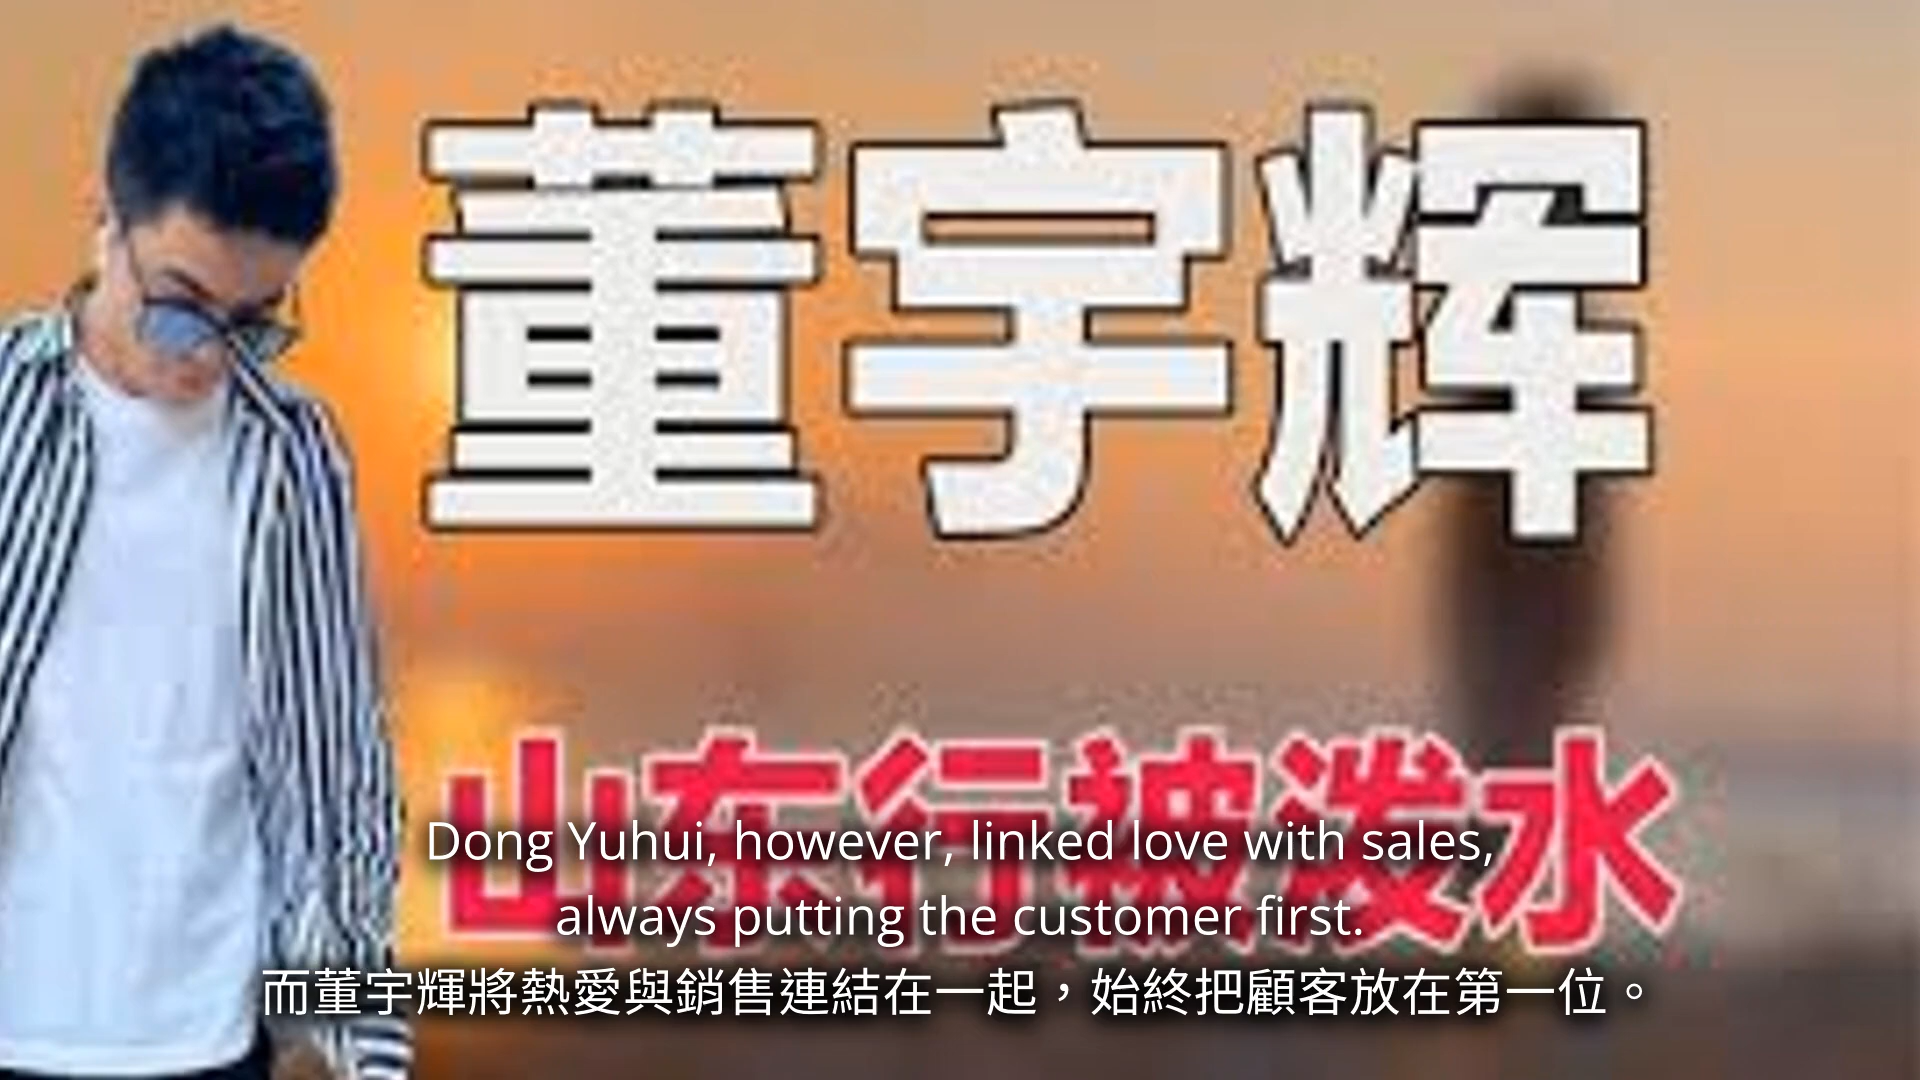 董宇辉
山东行被泼水
Dong Yuhui, however, linked love with sales,
always putting the customer first.
而董宇輝將熱愛與銷售連結在一起，始終把顧客放在第一位。